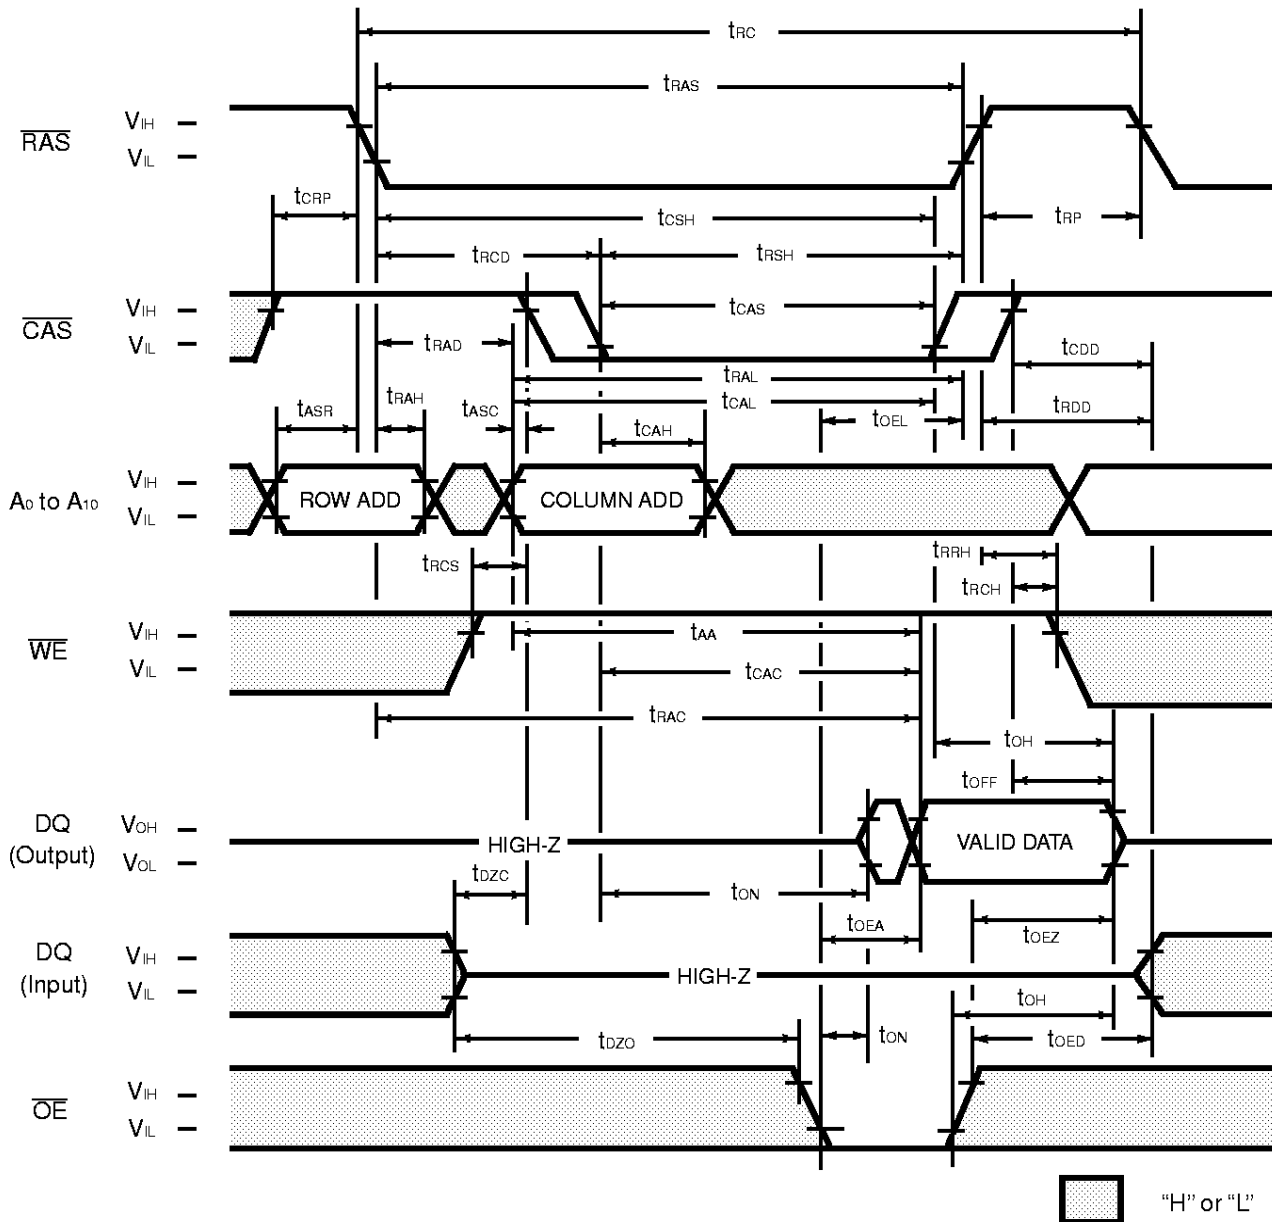 tRC
tRAS
RAS
VIH
VIL
tCRP
tCSH
tRP
tRCD
tRSH
CAS
VIH
VIL
tCAS
tRAD
tCDD
tRAL
tCAL
tASR
tRAH
tASC
tOEL
tRDD
tCAH
A0 to A10
VIH
VIL
ROW ADD
COLUMN ADD
tRCS
tRRH
tRCH
WE
VIH
VIL
tAA
tCAC
tRAC
tOH
tOFF
DQ
(Output)
VOH
VOL
HIGH-Z
VALID DATA
tDZC
tON
tOEA
tOEZ
DQ
(Input)
VIH
VIL
HIGH-Z
tOH
tDZO
tON
tOED
OE
VIH
VIL
“H” or “L”